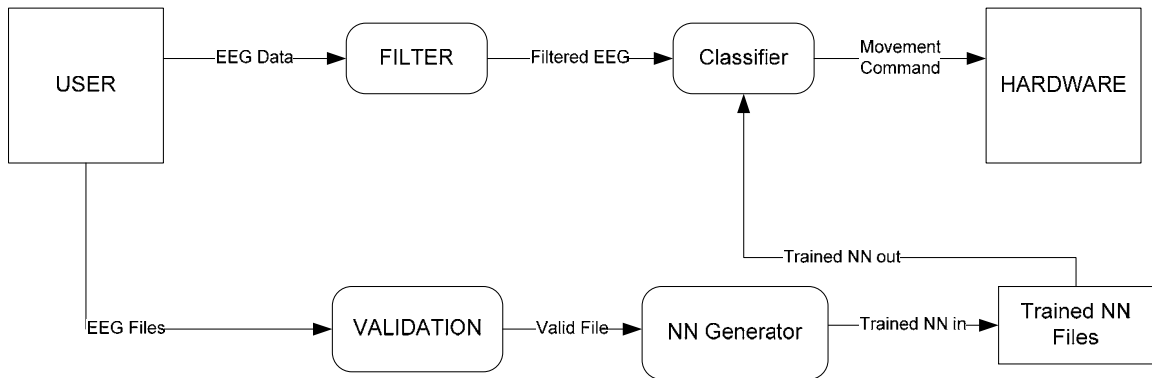 USER
EEG Data
FILTER
Filtered EEG
Classifier
Movement
Command
HARDWARE
Trained NN out
EEG Files
VALIDATION
Valid File
NN Generator
Trained NN in
Trained NN
Files